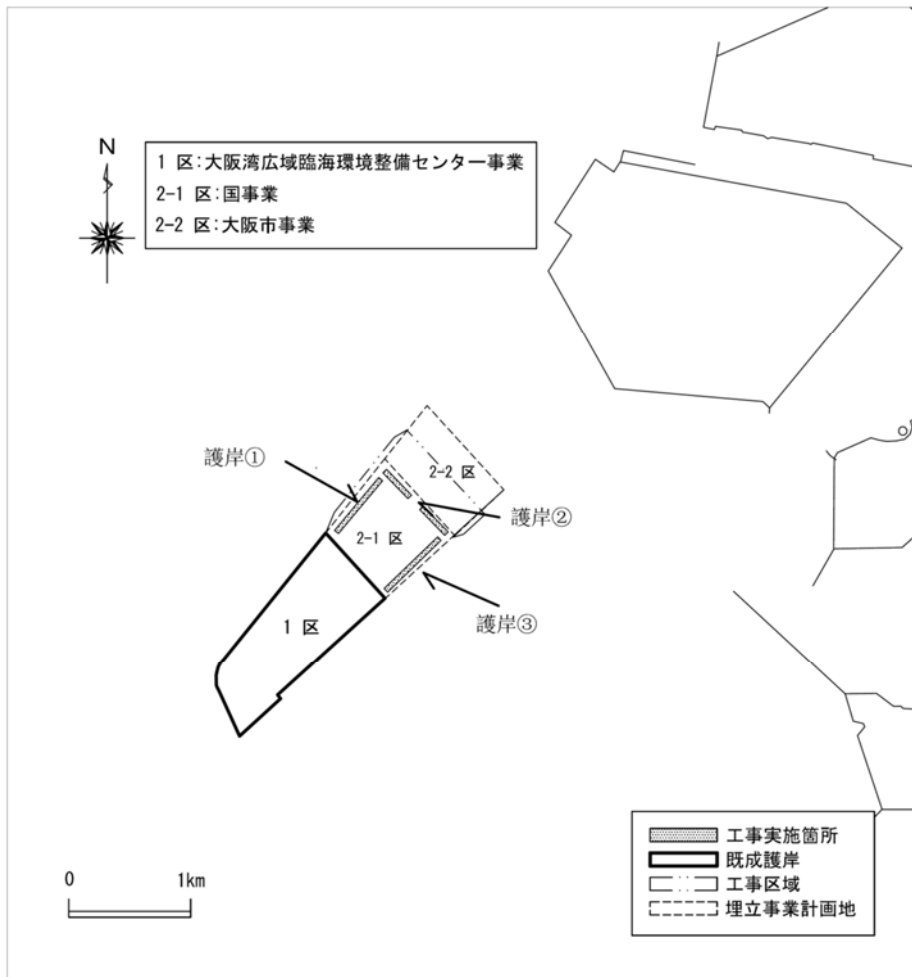 N
1 区:大阪湾広域臨海環境整備センター事業
2-1 区:国事業
2-2 区:大阪市事業
護岸①
2-2 区
護岸②
2-1 区
護岸③
1 区
工事実施箇所
既成護岸
工事区域
埋立事業計画地
0 1km